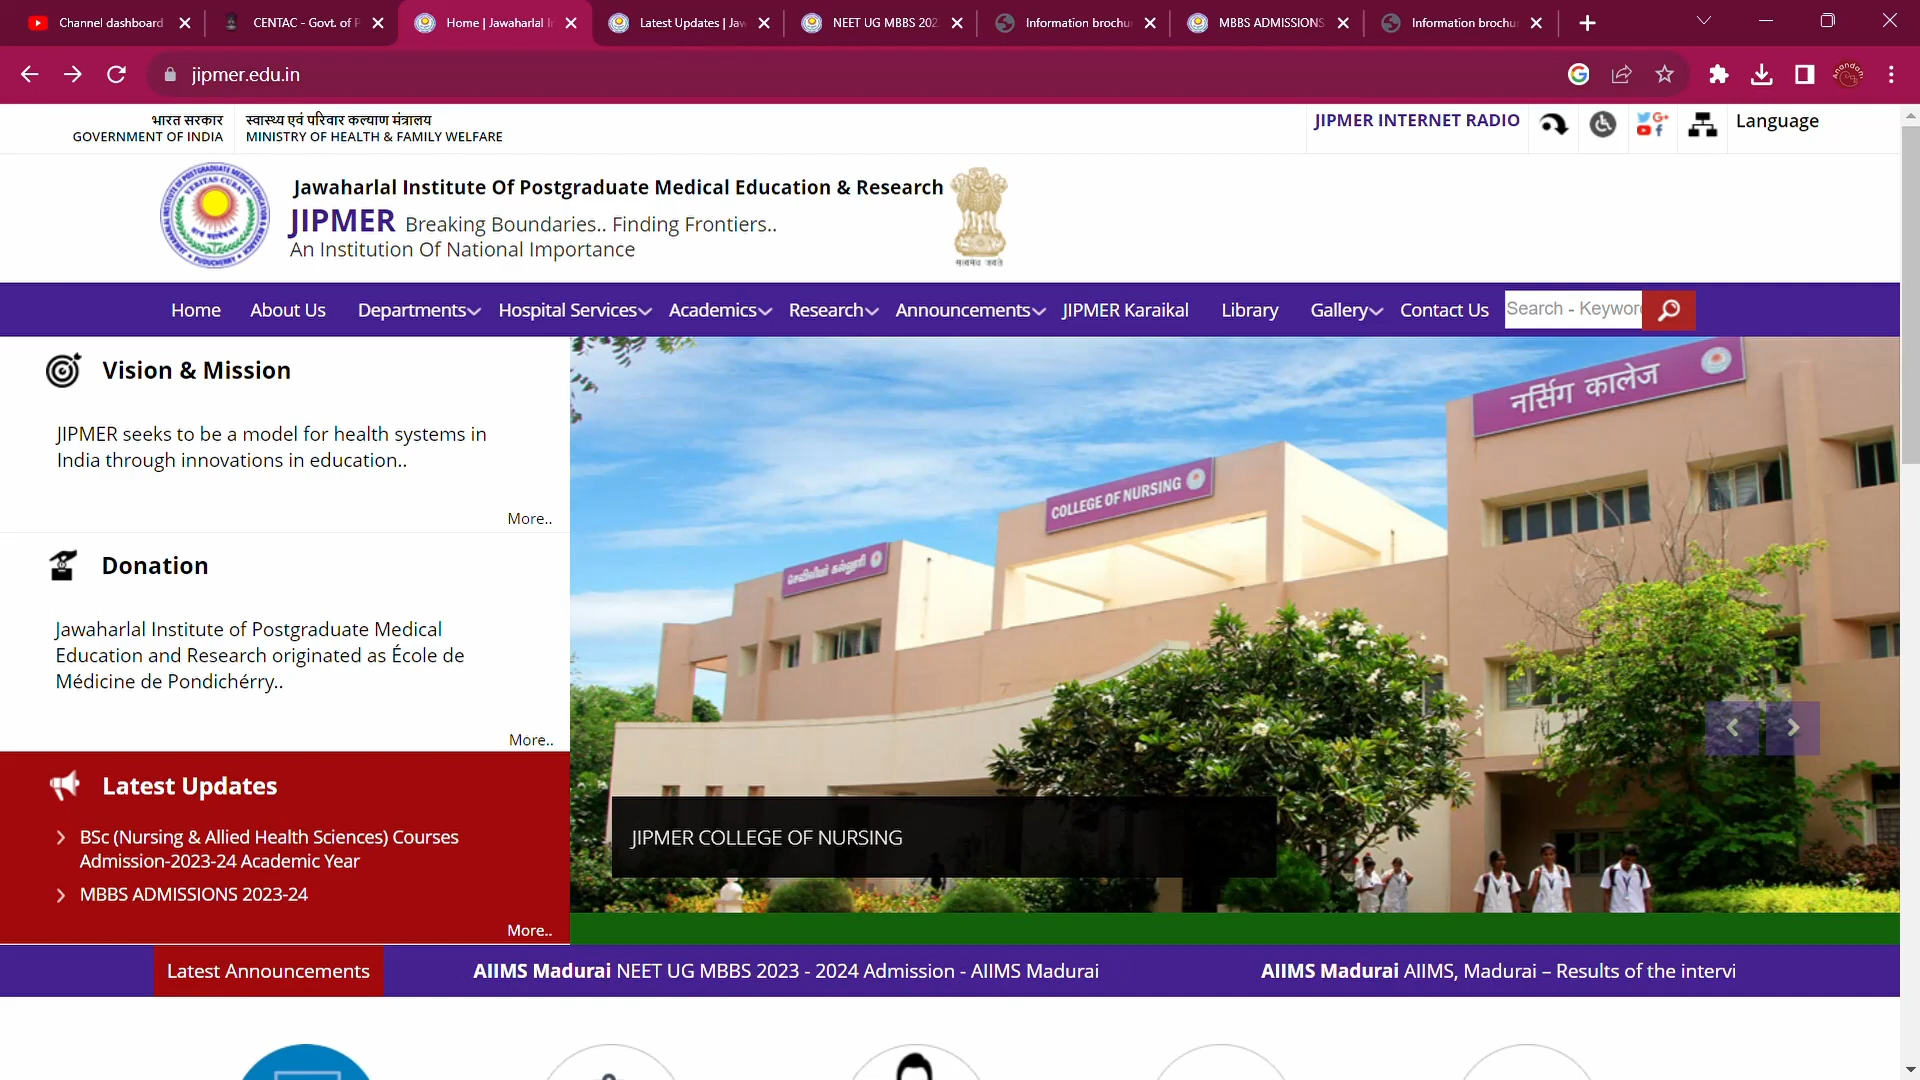 Channel dashboard
CENTAC - Govt. of P
Home | Jawaharlal In
Latest Updates | Jaw
NEET UG MBBS 202
Information brochu
MBBS ADMISSIONS
Information brochu
jipmer.edu.in
भारत सरकार
GOVERNMENT OF INDIA
स्वास्थ्य एवं परिवार कल्याण मंत्रालय
MINISTRY OF HEALTH & FAMILY WELFARE
JIPMER INTERNET RADIO
Language
Jawaharlal Institute Of Postgraduate Medical Education & Research
JIPMER Breaking Boundaries.. Finding Frontiers..
An Institution Of National Importance
सत्यमेव जयते
Home About Us Departments Hospital Services Academics Research Announcements JIPMER Karaikal Library Gallery Contact Us Search - Keywor
Vision & Mission
JIPMER seeks to be a model for health systems in
India through innovations in education..
More..
Donation
Jawaharlal Institute of Postgraduate Medical
Education and Research originated as École de
Médicine de Pondichérry..
More..
Latest Updates
BSc (Nursing & Allied Health Sciences) Courses
Admission-2023-24 Academic Year
MBBS ADMISSIONS 2023-24
More..
नर्सिंग कालेज
COLLEGE OF NURSING
செவிலியர் கல்லூரி
JIPMER COLLEGE OF NURSING
Latest Announcements
AIIMS Madurai NEET UG MBBS 2023 - 2024 Admission - AIIMS Madurai
AIIMS Madurai AIIMS, Madurai – Results of the intervi